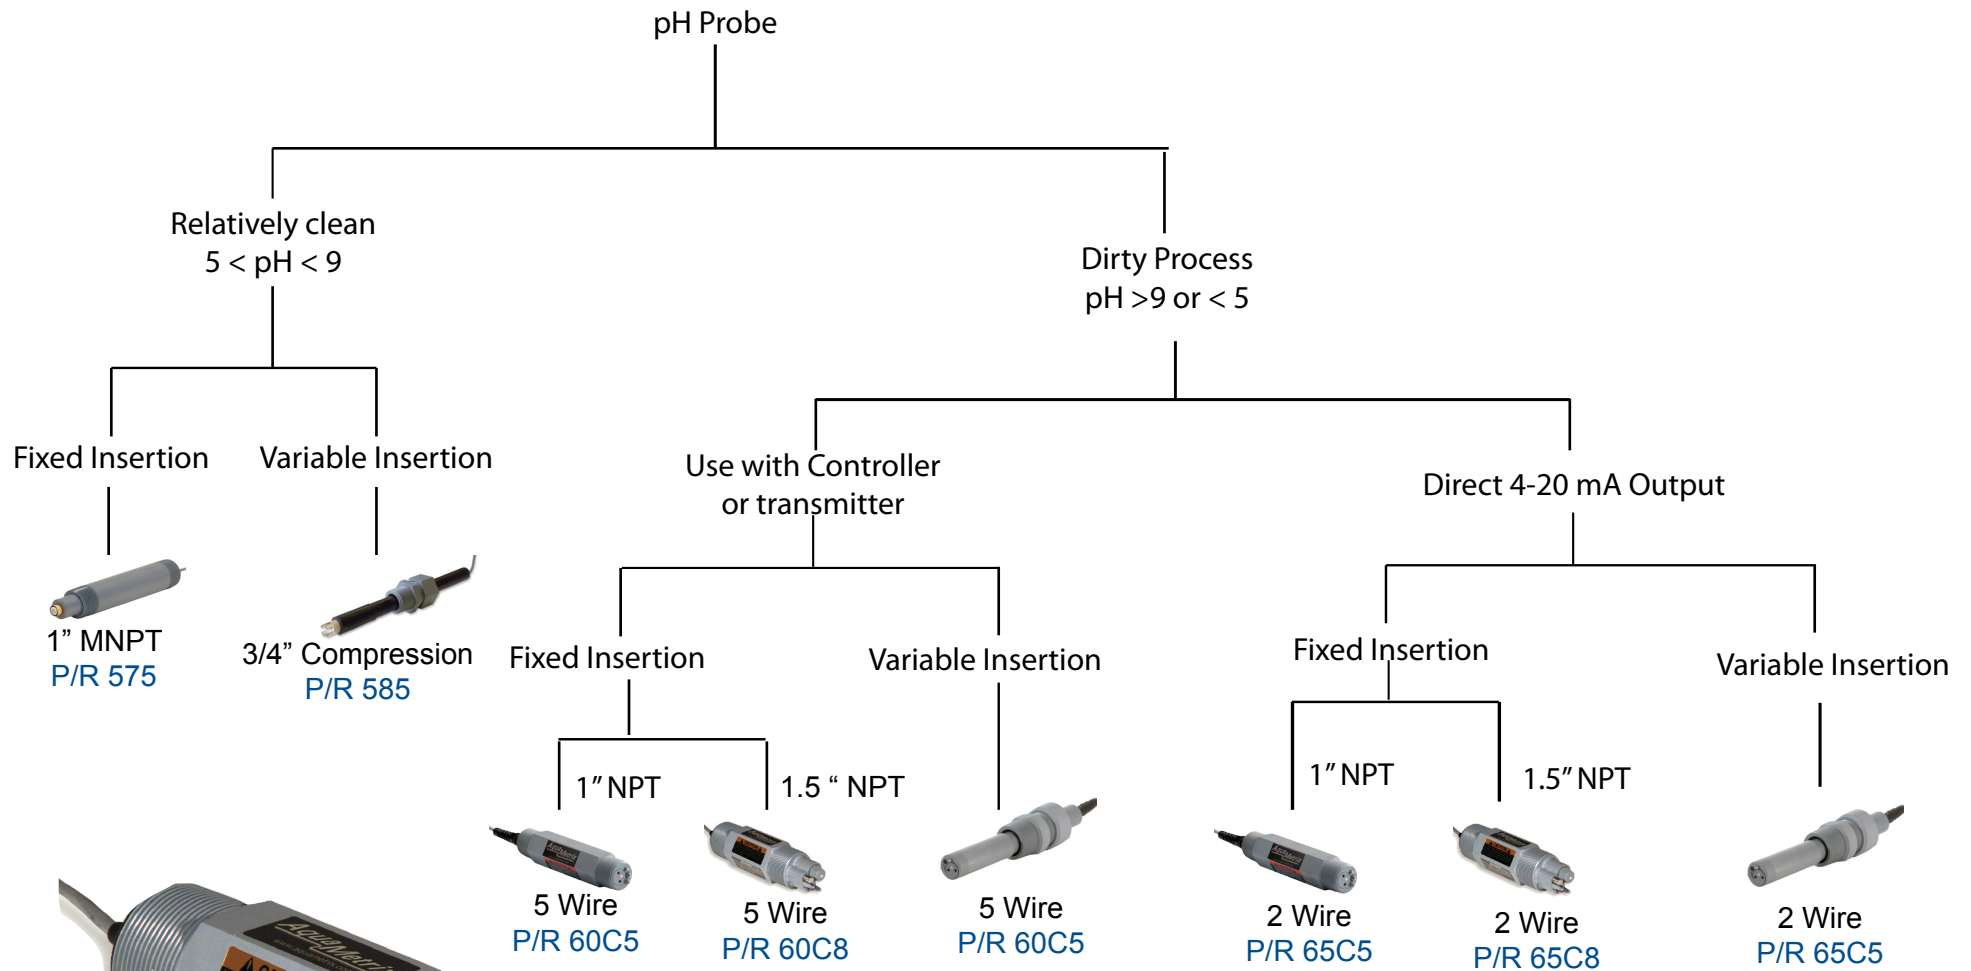 pH Probe
Relatively clean
5 < pH < 9
Dirty Process
pH >9 or < 5
Fixed Insertion
Variable Insertion
Use with Controller
or transmitter
Direct 4-20 mA Output
1” MNPT
P/R 575
3/4” Compression
P/R 585
Fixed Insertion
Variable Insertion
Fixed Insertion
Variable Insertion
1” NPT
1.5 “ NPT
1” NPT
1.5” NPT
5 Wire
P/R 60C5
5 Wire
P/R 60C8
5 Wire
P/R 60C5
2 Wire
P/R 65C5
2 Wire
P/R 65C8
2 Wire
P/R 65C5
AquaMetrix
AquaMetrix
AquaMetrix